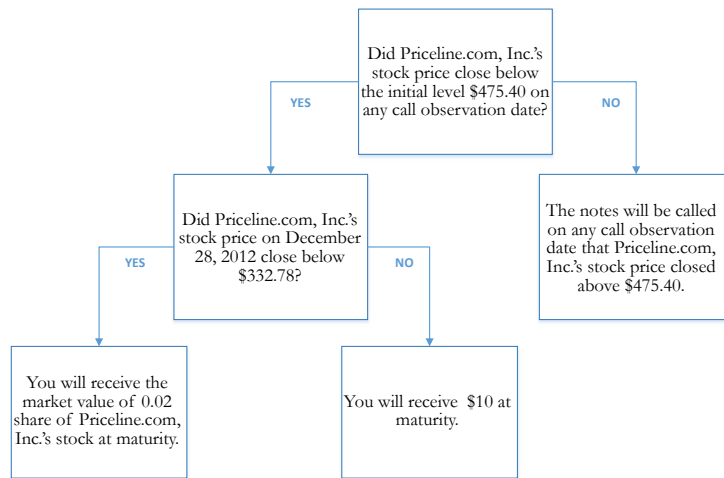 Did Priceline.com, Inc.'s
stock price close below
the initial level $475.40 on
any call observation date?
YES
NO
Did Priceline.com, Inc.'s
stock price on December
28, 2012 close below
$332.78?
The notes will be called
on any call observation
date that Priceline.com,
Inc.'s stock price closed
above $475.40.
YES
NO
You will receive the
market value of 0.02
share of Priceline.com,
Inc.'s stock at maturity.
You will receive $10 at
maturity.